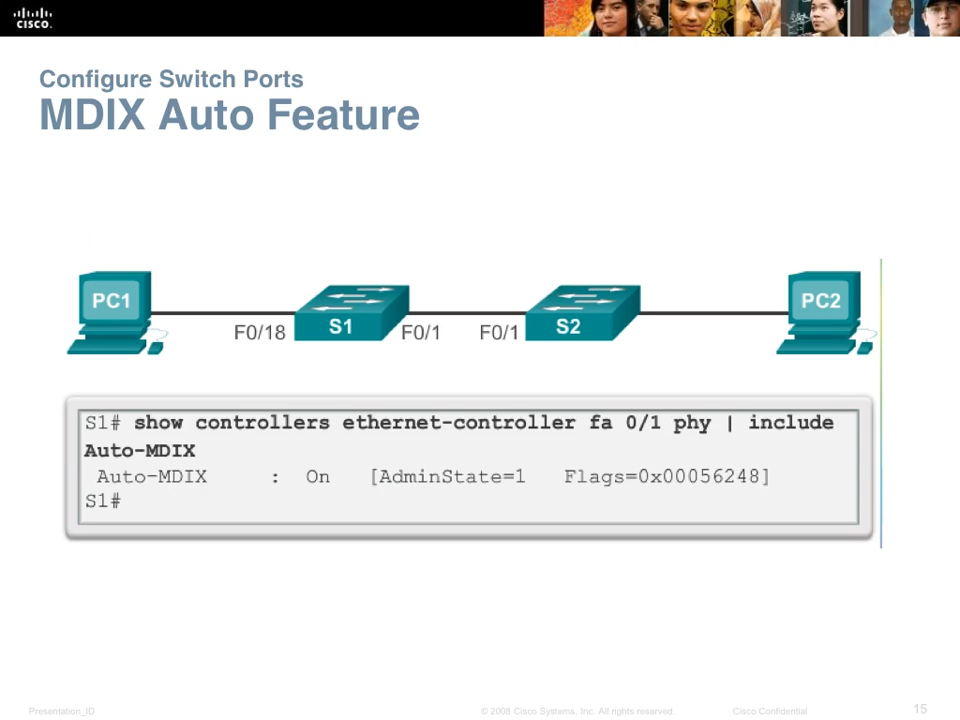 CISCO.
Configure Switch Ports
MDIX Auto Feature
PC1
PC2
F0/18 S1 F0/1 F0/1 S2
S1# show controllers ethernet-controller fa 0/1 phy | include
Auto-MDIX
Auto-MDIX : On [AdminState=1 Flags=0x00056248]
S1#
Presentation_ID © 2008 Cisco Systems, Inc. All rights reserved. Cisco Confidential 15